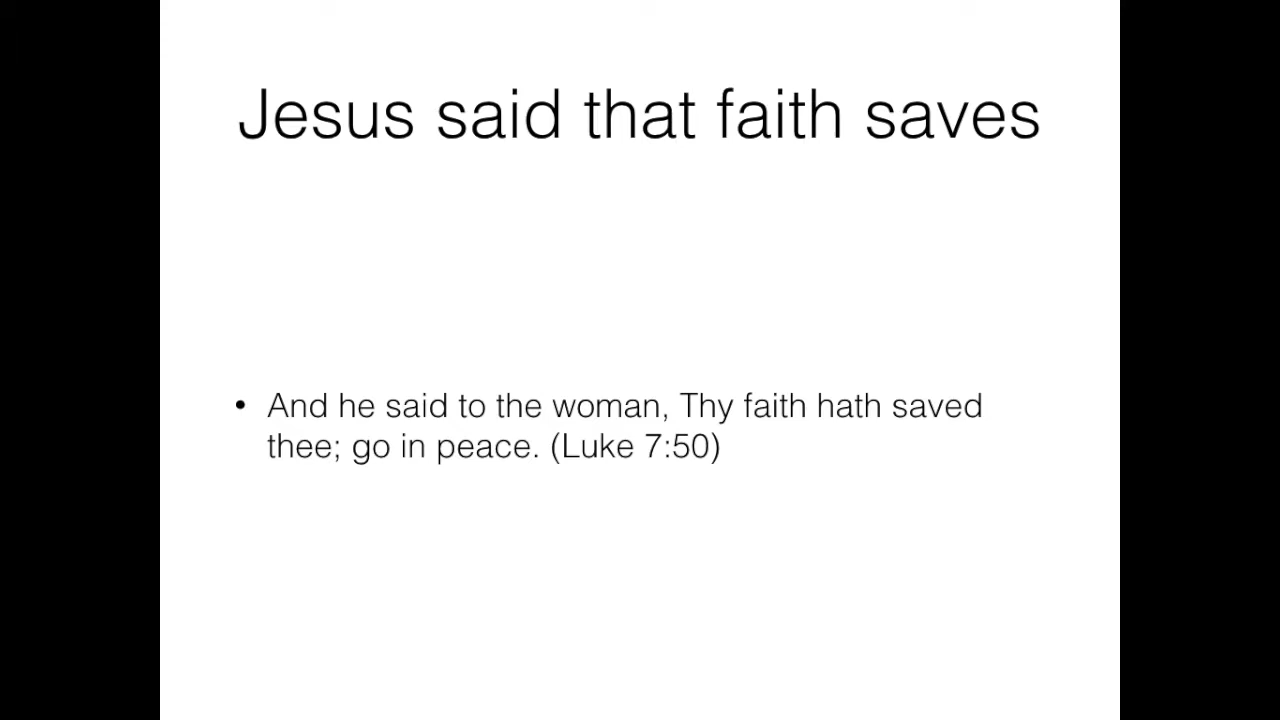 Jesus said that faith saves
• And he said to the woman, Thy faith hath saved
thee; go in peace. (Luke 7:50)